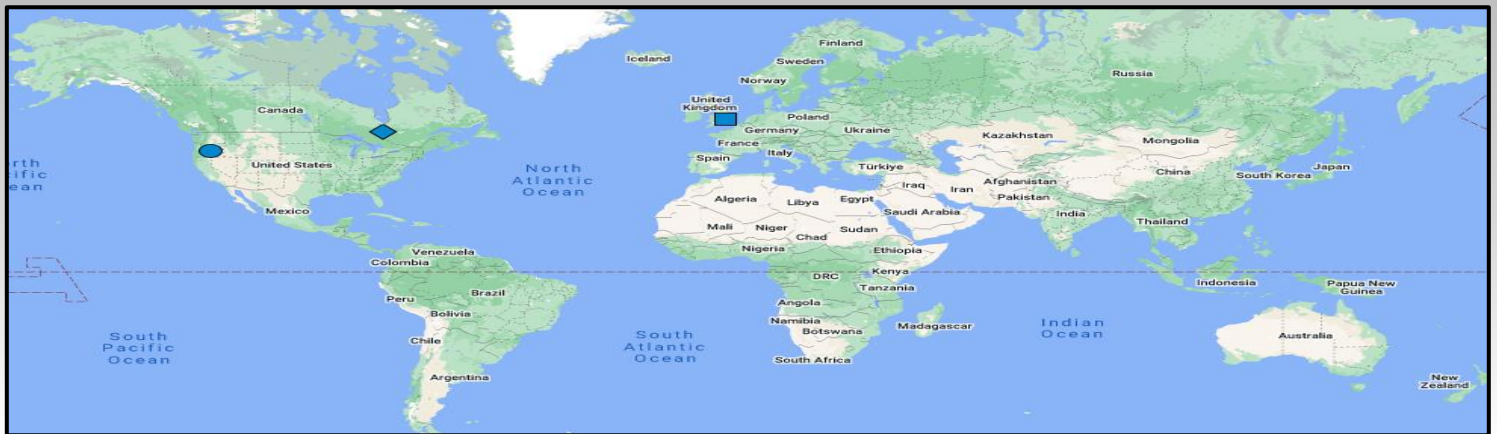 Iceland
Finland
Sweden
Norway
Russia
Canada
United
Kingdom
Poland
Germany
Ukraine
France
Kazakhstan
Mongolia
United States
Spain
Italy
Türkiye
Japan
China
South Korea
North
Atlantic
Ocean
rth
ific
ean
Iraq
Iran
Afghanistan
Pakistan
Algeria
Libya
Egypt
Saudi Arabia
India
Mexico
Mali
Niger
Chad
Sudan
Thailand
Nigeria
Ethiopia
Venezuela
Colombia
DRC
Kenya
Tanzania
Indonesia
Papua New
Guinea
Peru
Brazil
Bolivia
Angola
Namibia
Botswana
Madagascar
Indian
Ocean
South
Pacific
Ocean
Chile
South
Atlantic
Ocean
South Africa
Australia
Argentina
New
Zealand